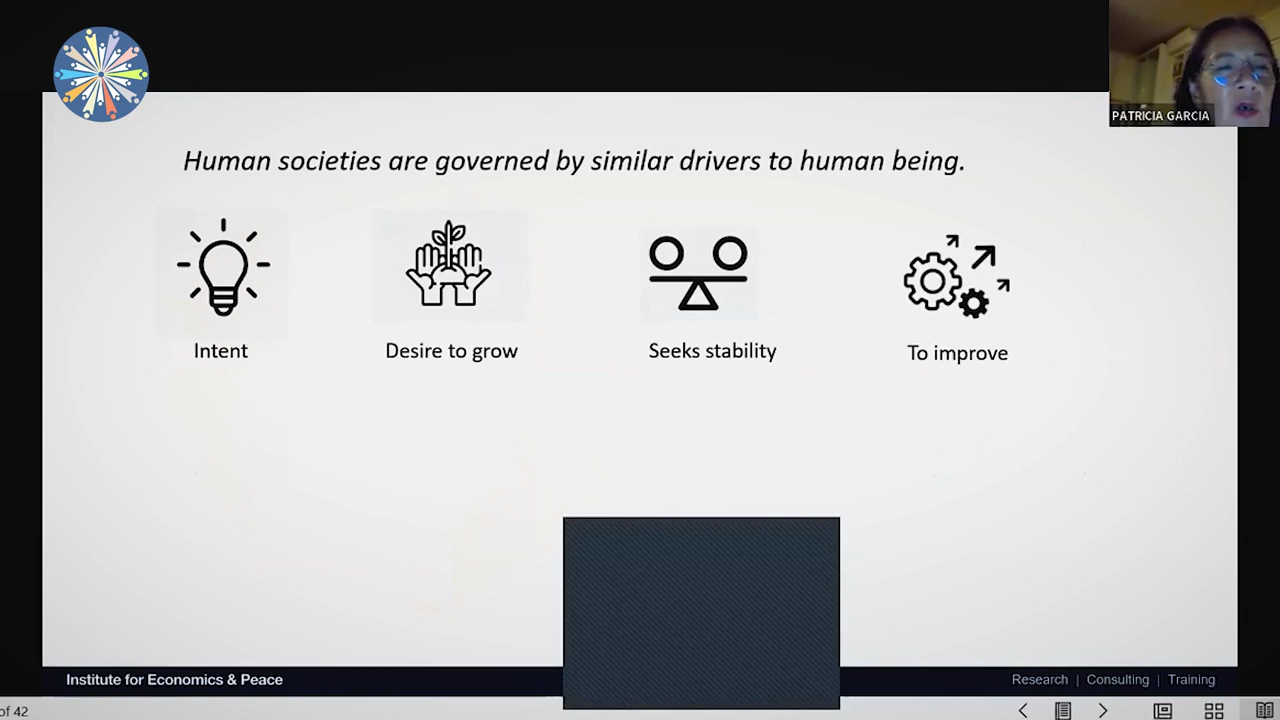 PATRICIA GARCIA
Human societies are governed by similar drivers to human being.
Intent
Desire to grow
Seeks stability
To improve
Institute for Economics & Peace
Research | Consulting | Training
of 42